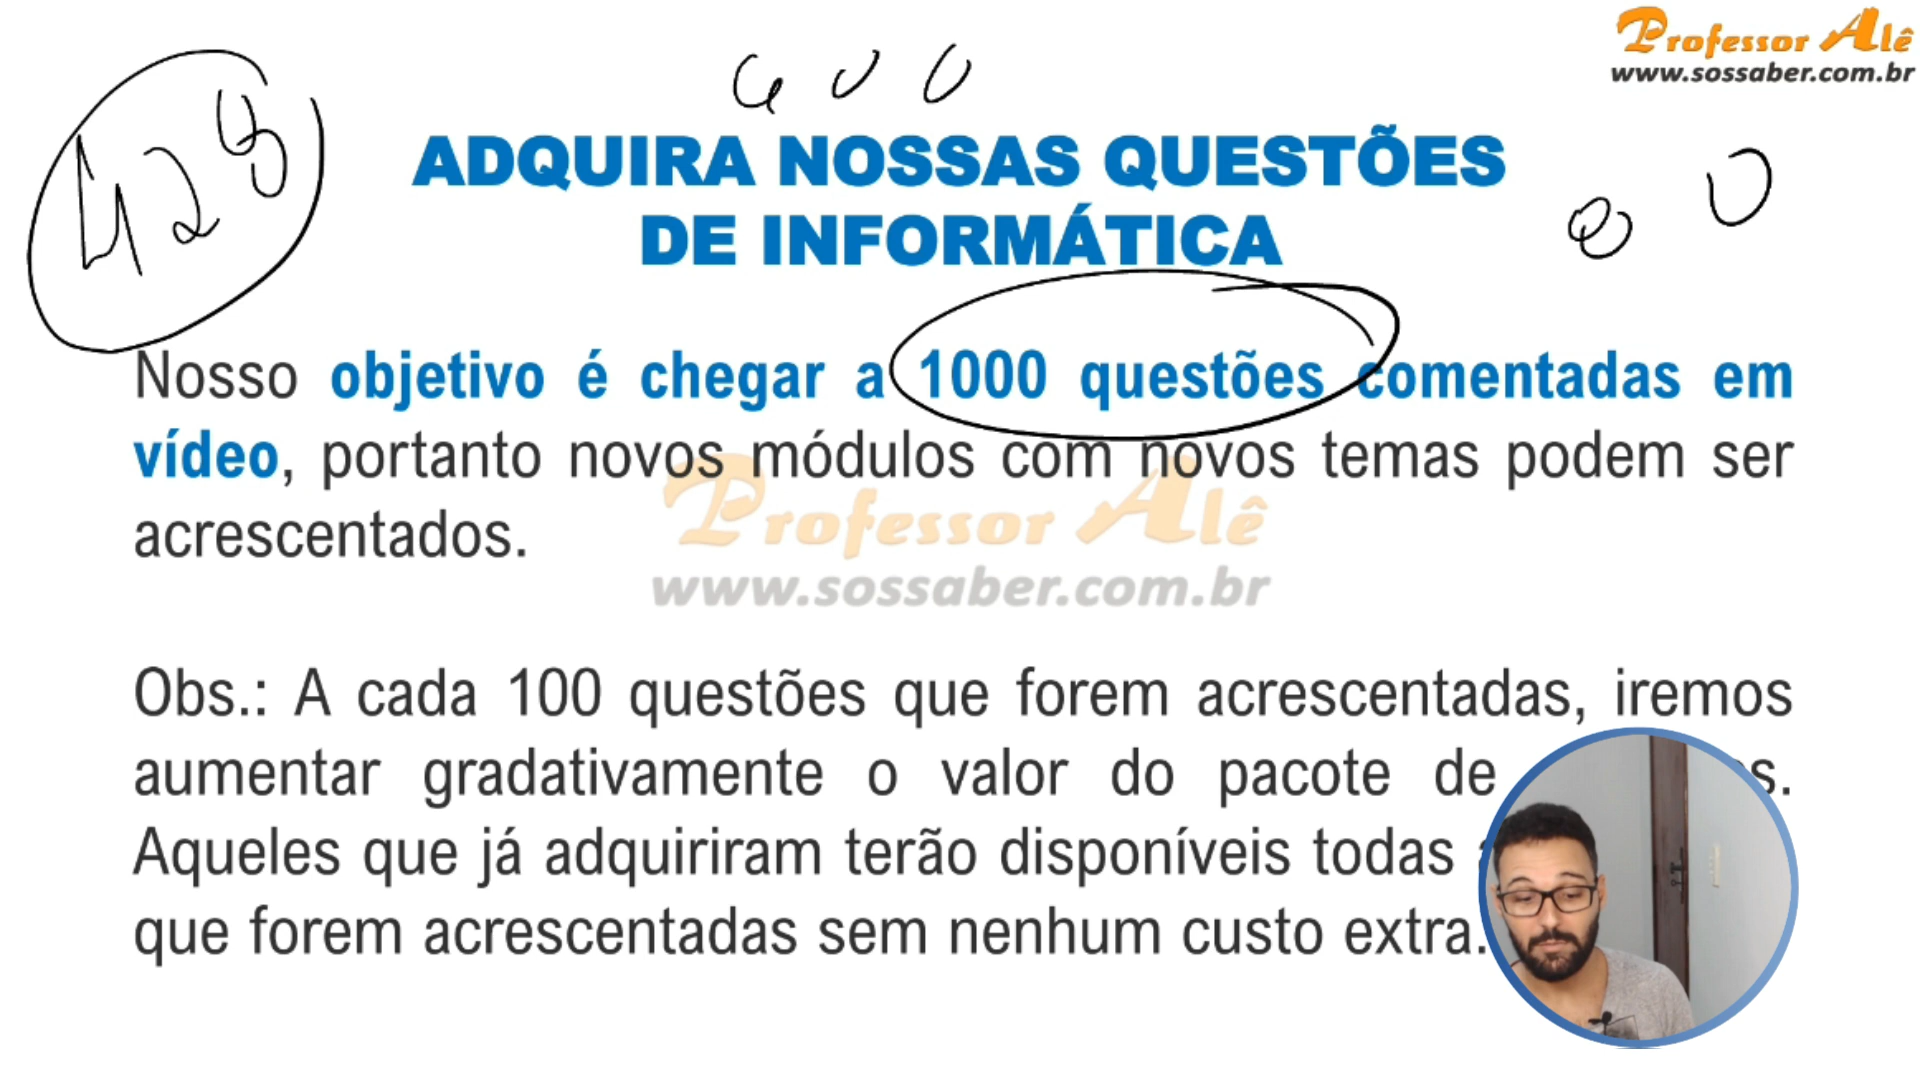 Professor Alê
www.sossaber.com.br
428
ADQUIRA NOSSAS QUESTÕES
DE INFORMÁTICA
Nosso objetivo é chegar a 1000 questões comentadas em
vídeo, portanto novos módulos com novos temas podem ser
acrescentados.
Professor Alê
www.sossaber.com.br
Obs.: A cada 100 questões que forem acrescentadas, iremos
aumentar gradativamente o valor do pacote de
Aqueles que já adquiriram terão disponíveis todas
que forem acrescentadas sem nenhum custo extra.